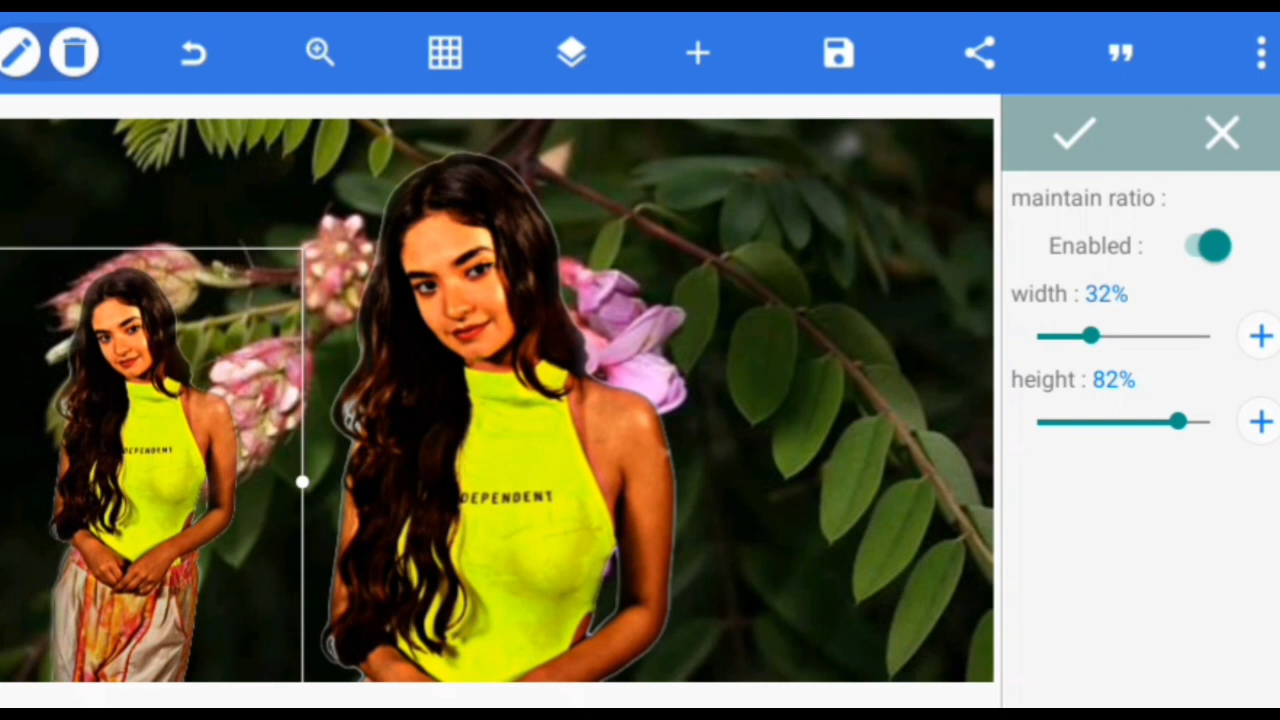 maintain ratio :
Enabled :
width : 32%
height : 82%
DEPENDENT
DEPENDENT